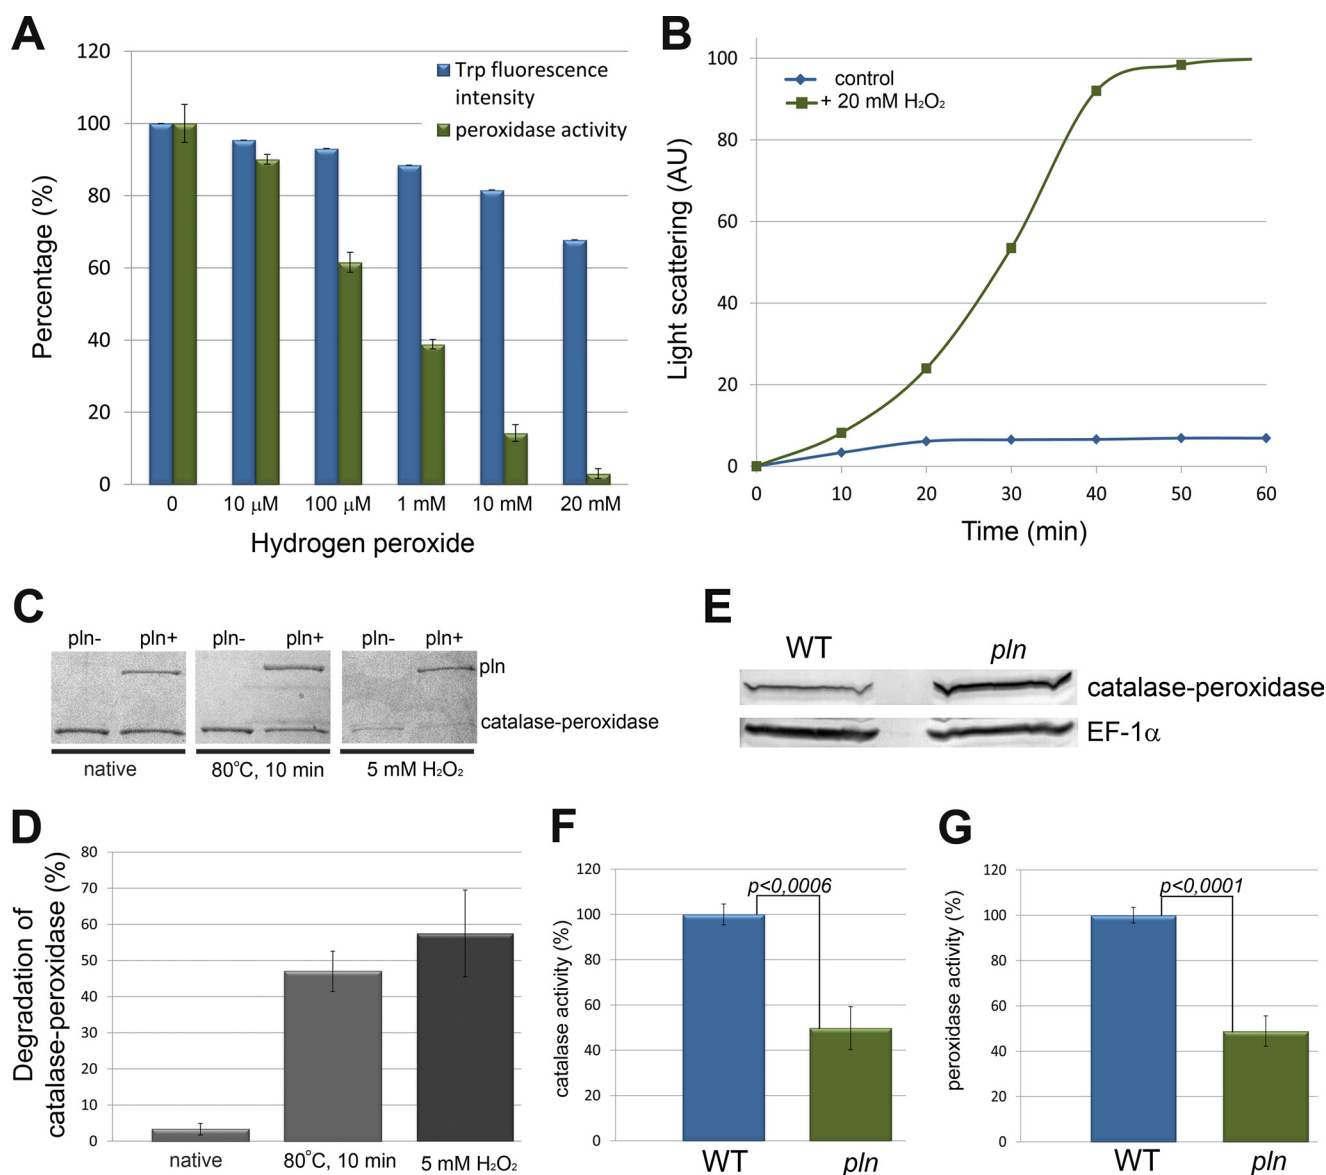 A
120
100
80
60
40
20
0
Percentage (%)
Trp fluorescence
intensity
peroxidase activity
0 10 μM 100 μM 1 mM 10 mM 20 mM
Hydrogen peroxide
B
100
80
60
40
20
0
Light scattering (AU)
control
+ 20 mM H₂O₂
0 10 20 30 40 50 60
Time (min)
C
pln- pln+ pln- pln+ pln- pln+
pln
catalase-peroxidase
native 80°C, 10 min 5 mM H₂O₂
E
WT pln
catalase-peroxidase
EF-1α
D
80
70
60
50
40
30
20
10
0
Degradation of
catalase-peroxidase (%)
native 80°C, 10 min 5 mM H₂O₂
F
120
100
80
60
40
20
0
catalase activity (%)
p<0,0006
WT pln
G
120
100
80
60
40
20
0
peroxidase activity (%)
p<0,0001
WT pln